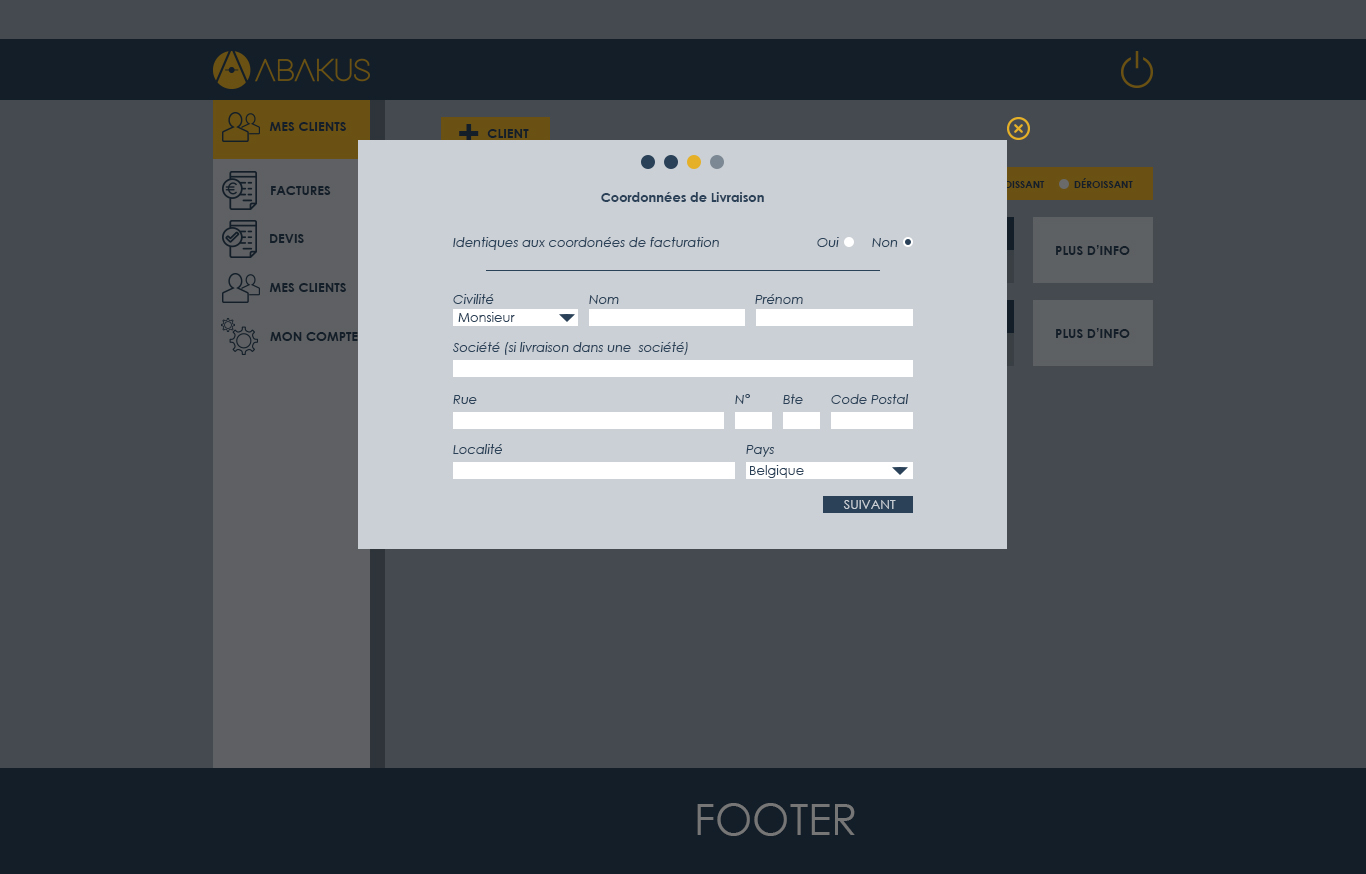 ABAKUS
MES CLIENTS
FACTURES
DEVIS
MES CLIENTS
MON COMPTE
CLIENT
DÉROISSANT
PLUS D'INFO
PLUS D'INFO
Coordonnées de Livraison
Identiques aux coordonées de facturation Oui Non
Civilité Nom Prénom
Monsieur
Société (si livraison dans une société)
Rue N° Bte Code Postal
Localité Pays
Belgique
SUIVANT
FOOTER